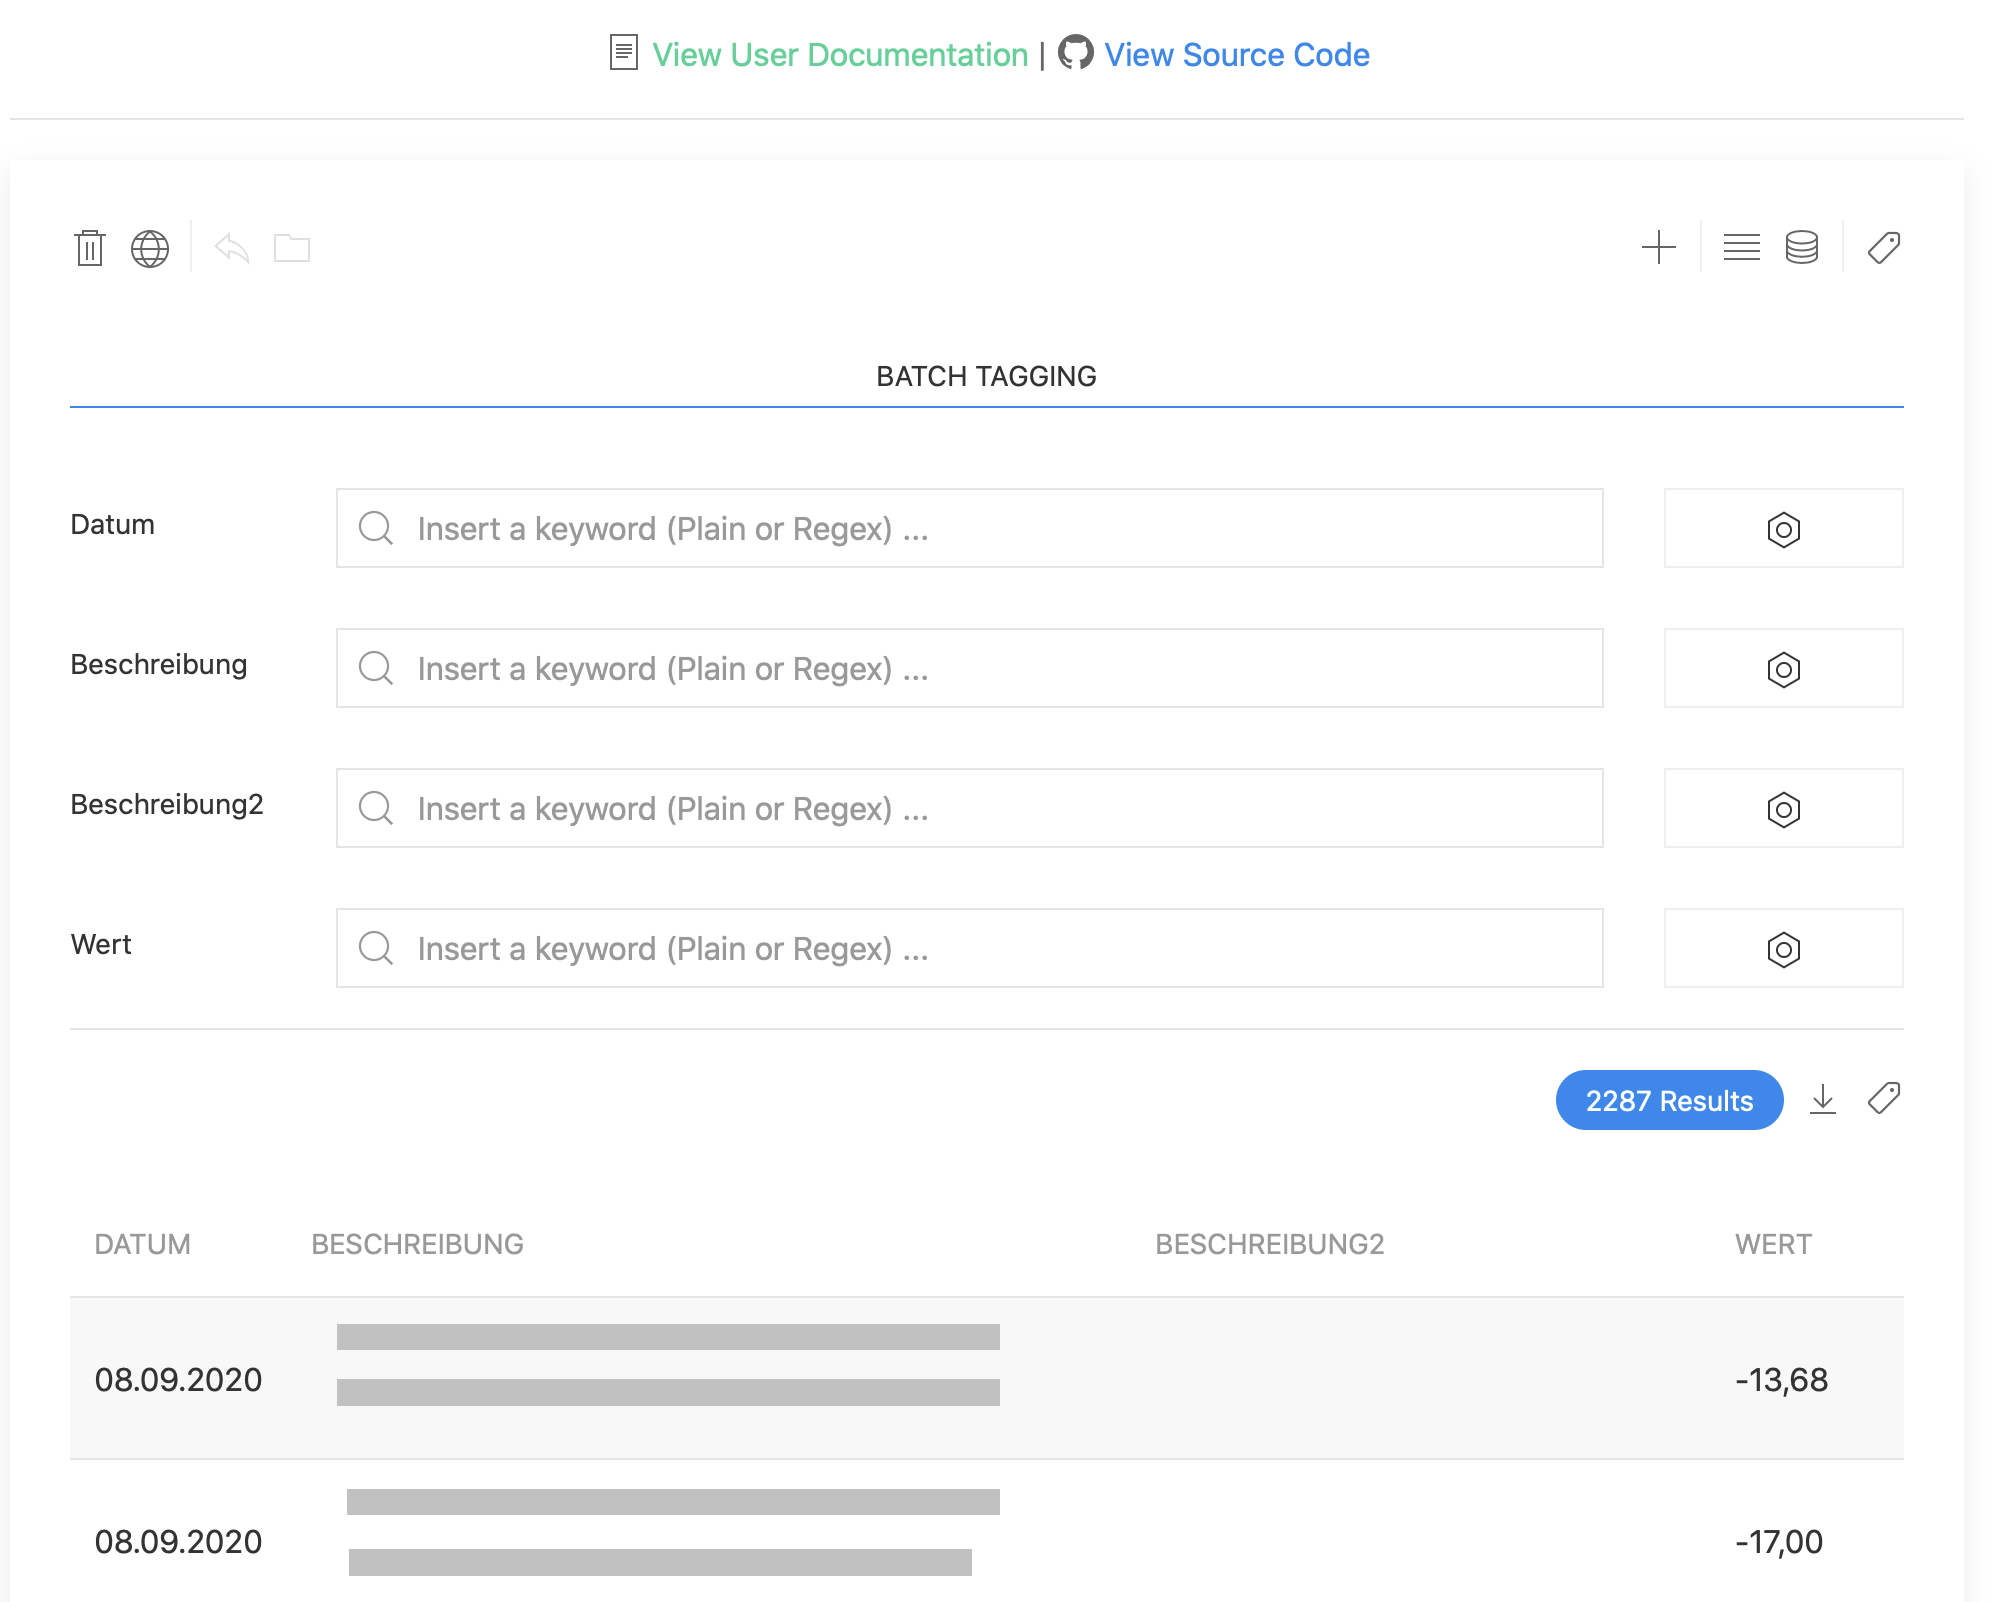 View User Documentation | View Source Code
BATCH TAGGING
Datum Insert a keyword (Plain or Regex) ...
Beschreibung Insert a keyword (Plain or Regex) ...
Beschreibung2 Insert a keyword (Plain or Regex) ...
Wert Insert a keyword (Plain or Regex) ...
2287 Results
DATUM BESCHREIBUNG BESCHREIBUNG2 WERT
08.09.2020 -13,68
08.09.2020 -17,00